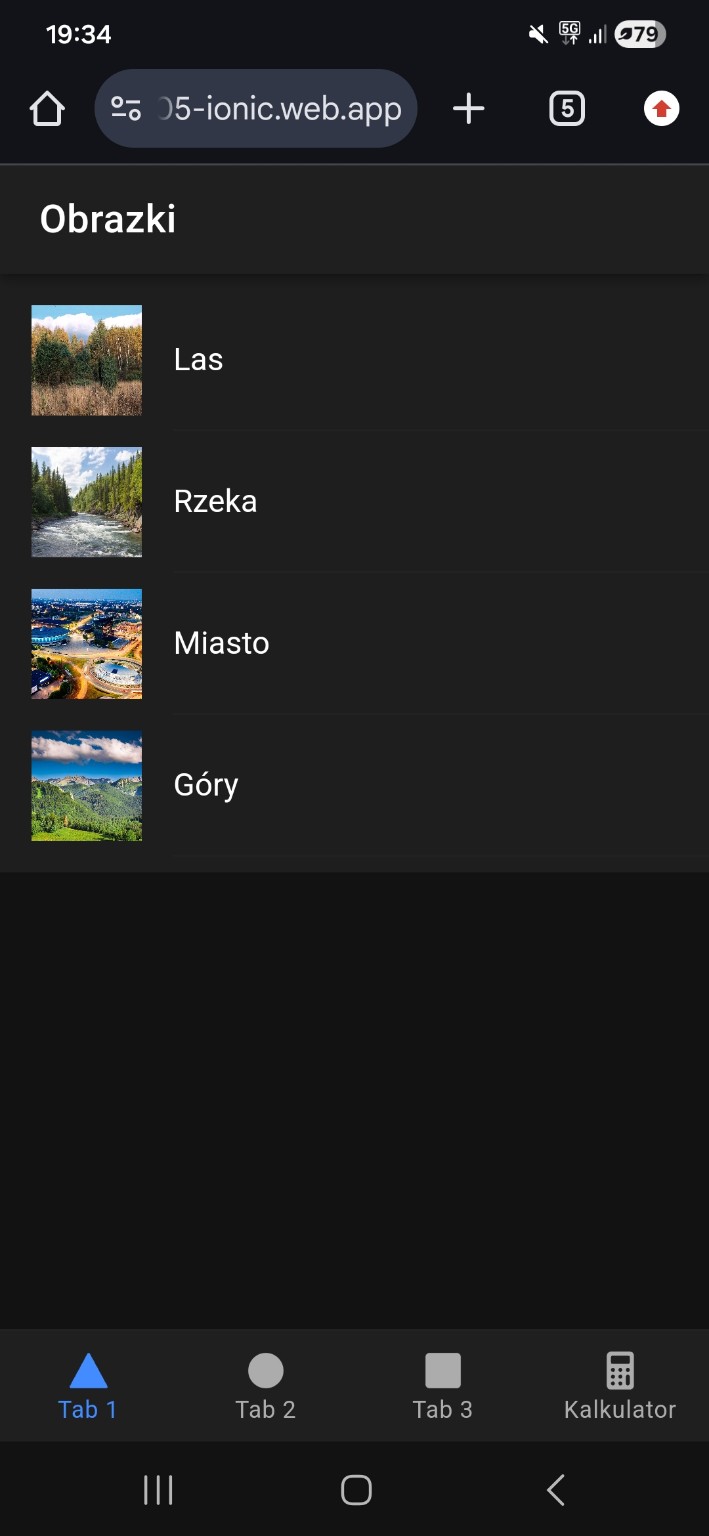 19:34
5G
79
05-ionic.web.app
5
Obrazki
Las
Rzeka
Miasto
Góry
Tab 1
Tab 2
Tab 3
Kalkulator